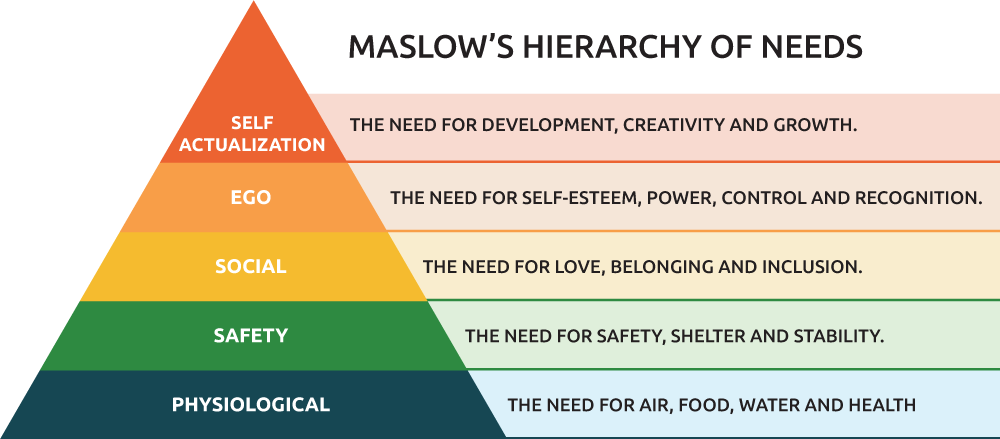 MASLOW'S HIERARCHY OF NEEDS
SELF
ACTUALIZATION
THE NEED FOR DEVELOPMENT, CREATIVITY AND GROWTH.
EGO
THE NEED FOR SELF-ESTEEM, POWER, CONTROL AND RECOGNITION.
SOCIAL
THE NEED FOR LOVE, BELONGING AND INCLUSION.
SAFETY
THE NEED FOR SAFETY, SHELTER AND STABILITY.
PHYSIOLOGICAL
THE NEED FOR AIR, FOOD, WATER AND HEALTH